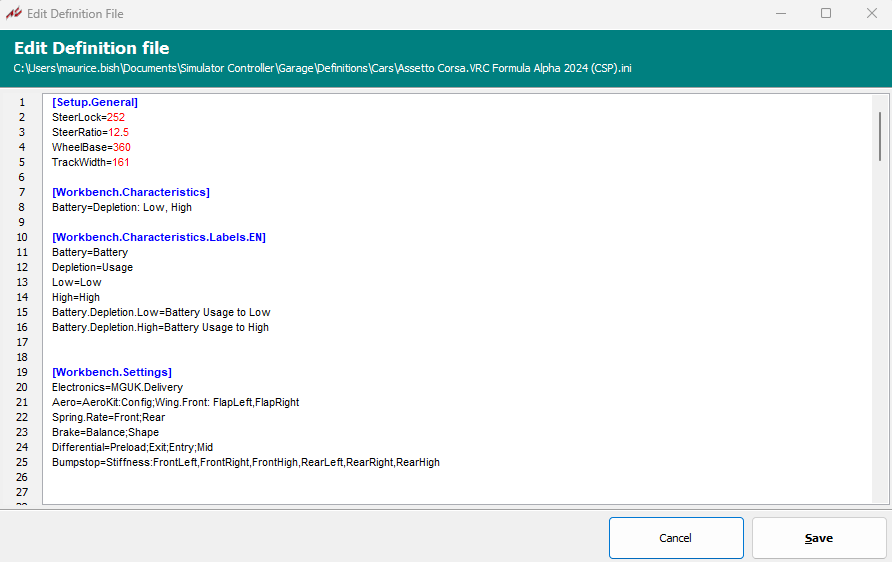 Edit Definition File
Edit Definition file
C:\Users\maurice.bish\Documents\Simulator Controller\Garage\Definitions\Cars\Assetto Corsa.VRC Formula Alpha 2024 (CSP).ini
1 [Setup.General]
2 SteerLock=252
3 SteerRatio=12.5
4 WheelBase=360
5 TrackWidth=161
6
7 [Workbench.Characteristics]
8 Battery=Depletion: Low, High
9
10 [Workbench.Characteristics.Labels.EN]
11 Battery=Battery
12 Depletion=Usage
13 Low=Low
14 High=High
15 Battery.Depletion.Low=Battery Usage to Low
16 Battery.Depletion.High=Battery Usage to High
17
18
19 [Workbench.Settings]
20 Electronics=MGUK.Delivery
21 Aero=AeroKit:Config;Wing.Front: FlapLeft,FlapRight
22 Spring.Rate=Front;Rear
23 Brake=Balance;Shape
24 Differential=Preload;Exit;Entry;Mid
25 Bumpstop=Stiffness:FrontLeft,FrontRight,FrontHigh,RearLeft,RearRight,RearHigh
26
27
Cancel
Save